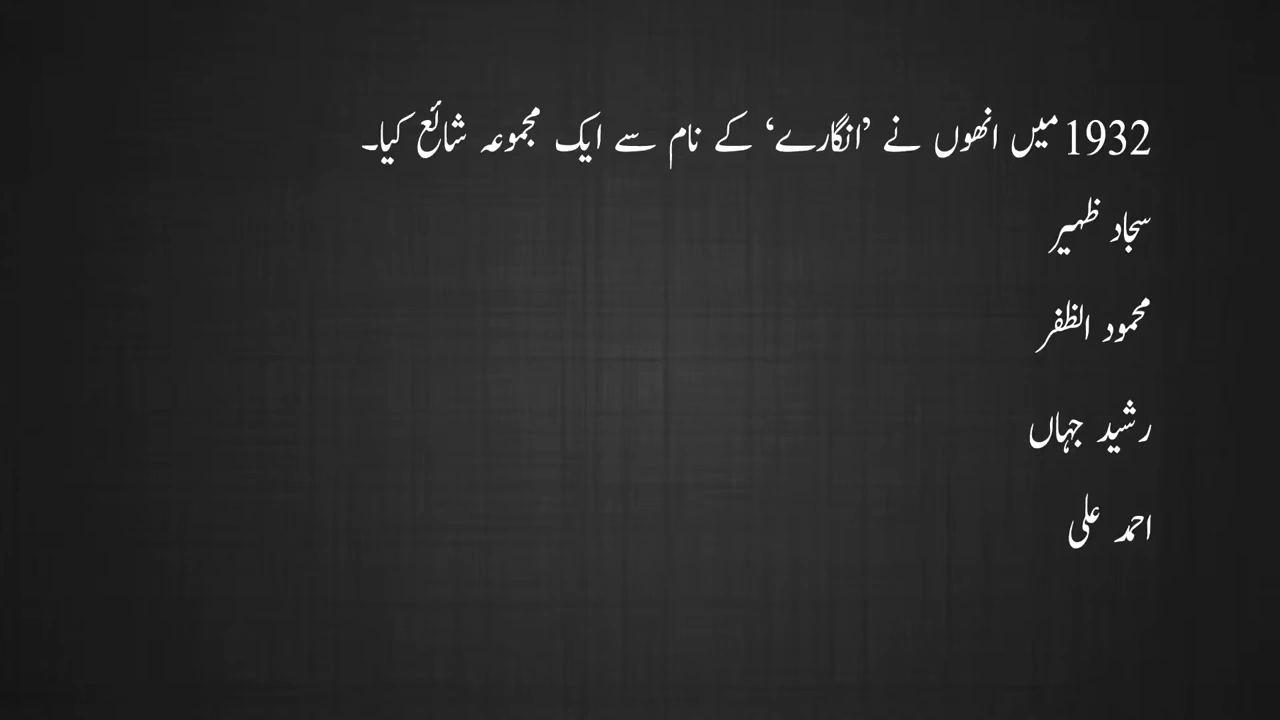 1932 میں انھوں نے ’انگارے‘ کے نام سے ایک مجموعہ شائع کیا۔
سجاد ظہیر
محمود الظفر
رشید جہاں
احمد علی